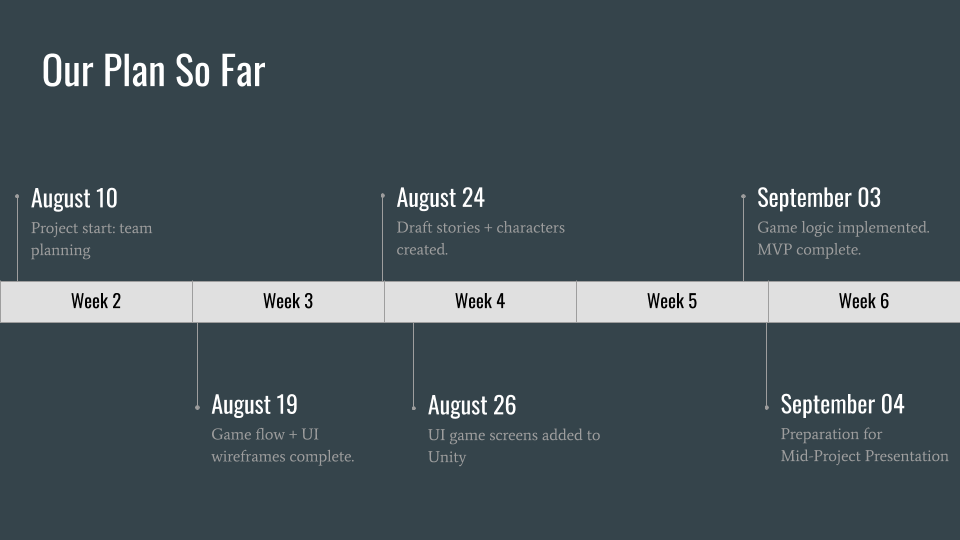 Our Plan So Far
August 10
Project start: team
planning
August 24
Draft stories + characters
created.
September 03
Game logic implemented.
MVP complete.
Week 2
Week 3
Week 4
Week 5
Week 6
August 19
Game flow + UI
wireframes complete.
August 26
UI game screens added to
Unity
September 04
Preparation for
Mid-Project Presentation